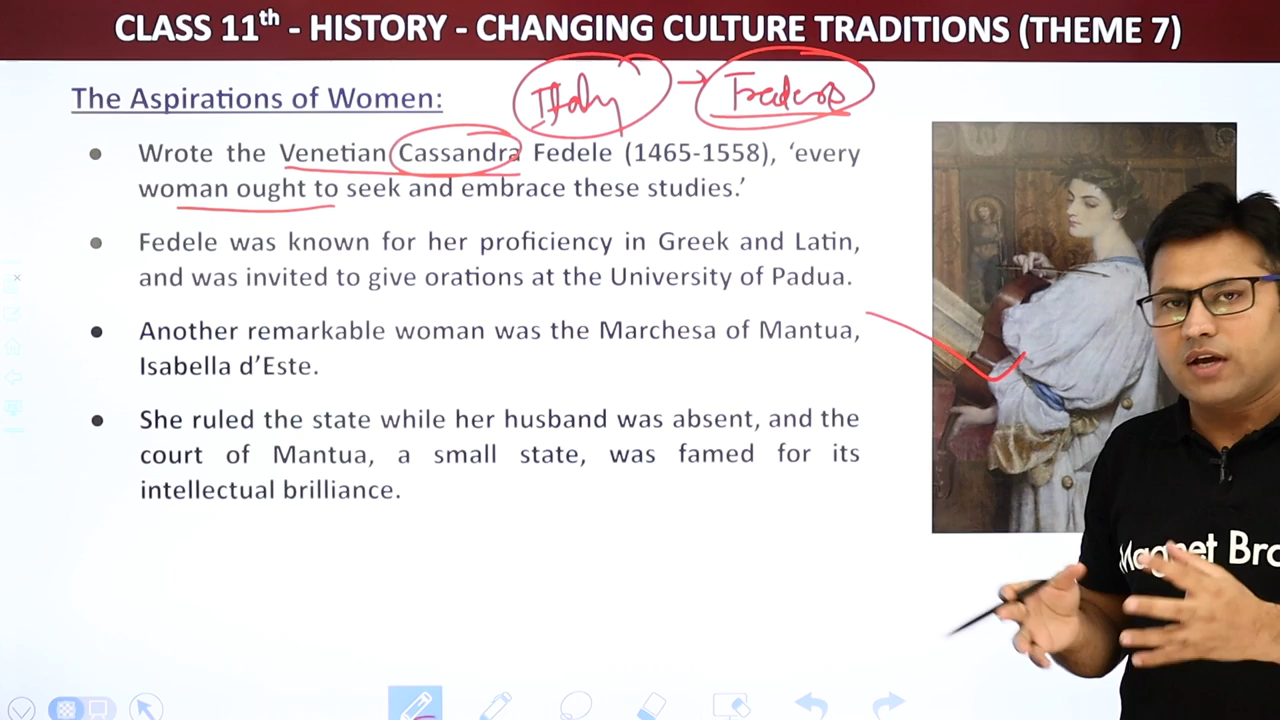 CLASS 11th - HISTORY - CHANGING CULTURE TRADITIONS (THEME 7)
The Aspirations of Women:
Italy →
• Wrote the Venetian Cassandra Fedele (1465-1558), ‘every
woman ought to seek and embrace these studies.’
• Fedele was known for her proficiency in Greek and Latin,
and was invited to give orations at the University of Padua.
• Another remarkable woman was the Marchesa of Mantua,
Isabella d’Este.
• She ruled the state while her husband was absent, and the
court of Mantua, a small state, was famed for its
intellectual brilliance.
Magnet Bro